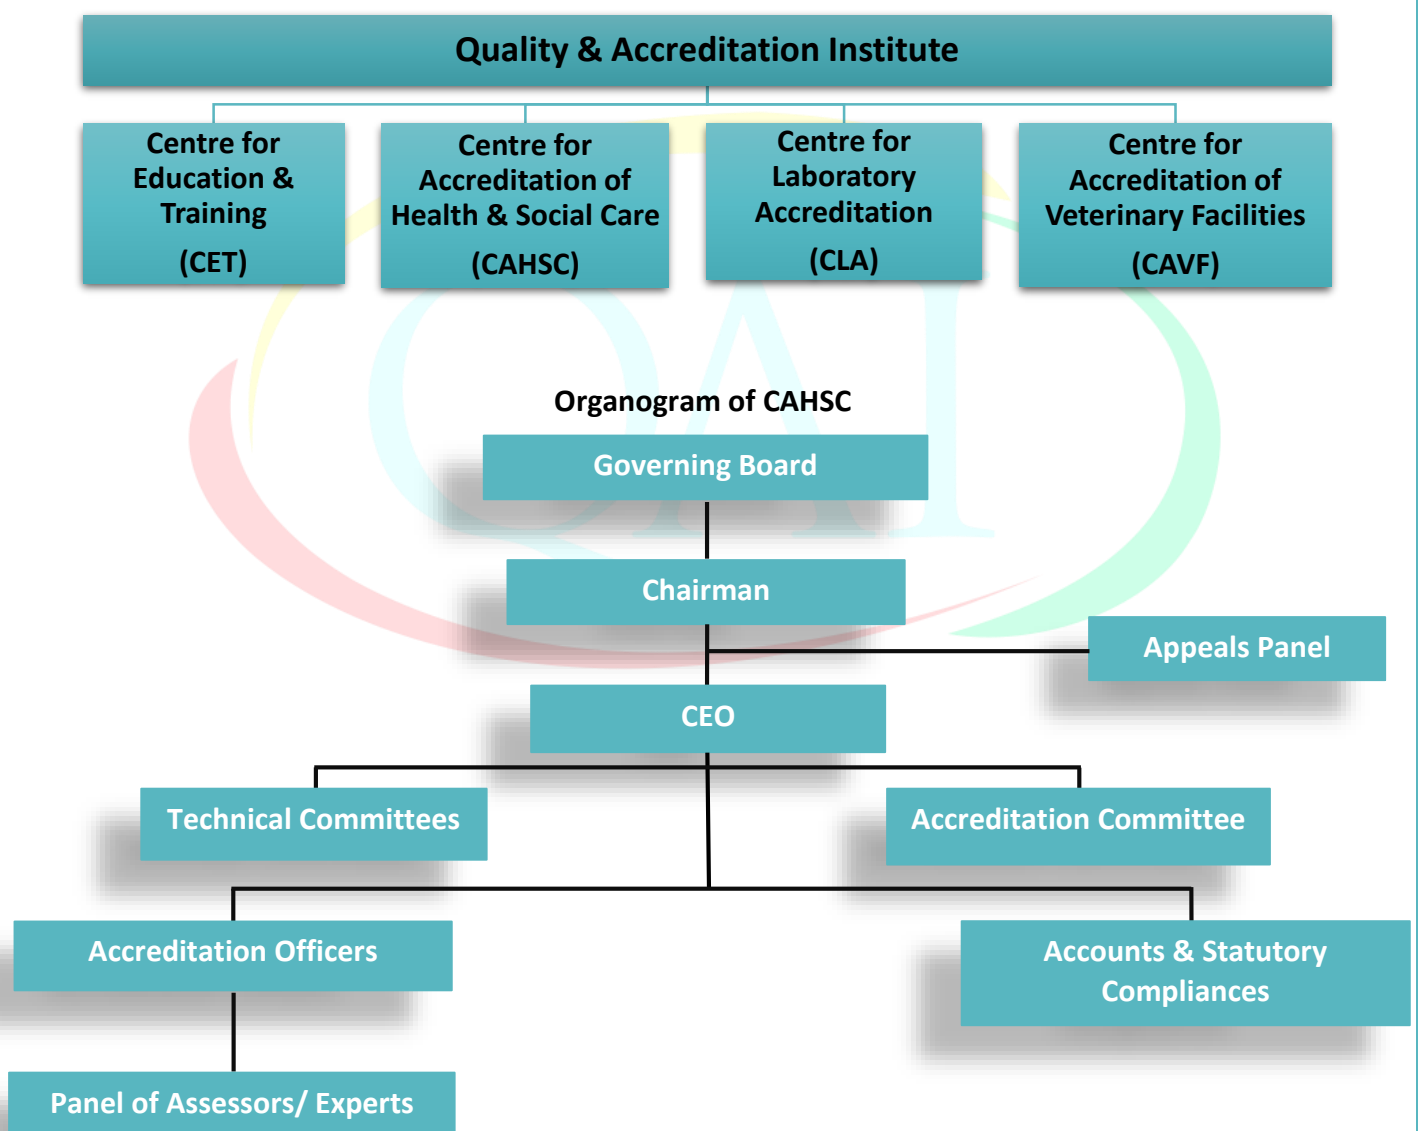 Quality & Accreditation Institute
Centre for
Education &
Training
(CET)
Centre for
Accreditation of
Health & Social Care
(CAHSC)
Centre for
Laboratory
Accreditation
(CLA)
Centre for
Accreditation of
Veterinary Facilities
(CAVF)
QAI
Organogram of CAHSC
Governing Board
Chairman
Appeals Panel
CEO
Technical Committees
Accreditation Committee
Accreditation Officers
Accounts & Statutory
Compliances
Panel of Assessors/ Experts